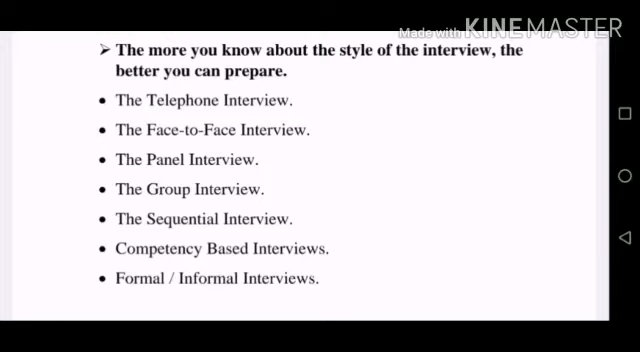 Made with KINEMASTER
➤ The more you know about the style of the interview, the
better you can prepare.
• The Telephone Interview.
• The Face-to-Face Interview.
• The Panel Interview.
• The Group Interview.
• The Sequential Interview.
• Competency Based Interviews.
• Formal / Informal Interviews.